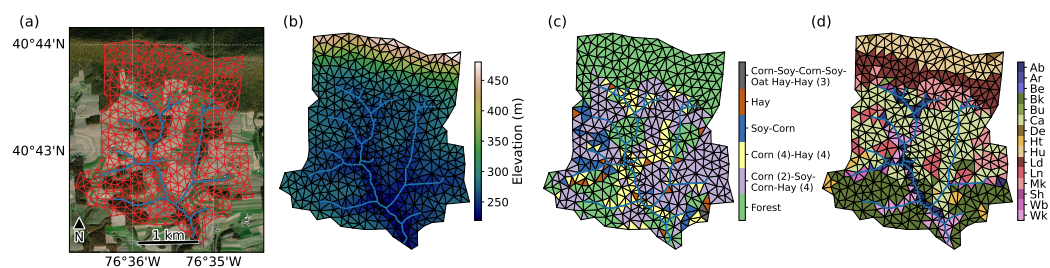 (a)
40°44'N
40°43'N
N
1 km
76°36'W
76°35'W
(b)
450
400
350
300
250
Elevation (m)
(c)
Corn-Soy-Corn-Soy-
Oat Hay-Hay (3)
Hay
Soy-Corn
Corn (4)-Hay (4)
Corn (2)-Soy-
Corn-Hay (4)
Forest
(d)
Ab
Ar
Be
Bk
Bu
Ca
De
Ht
Hu
Ld
Ln
Mk
Sh
Wb
Wk